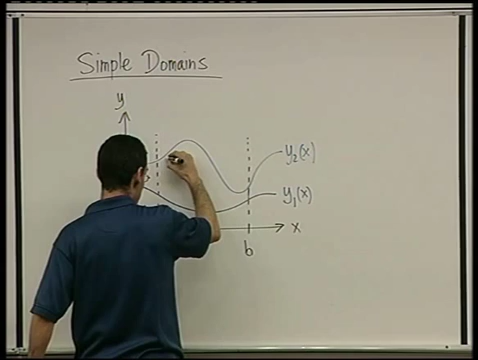 Simple Domains
y
y₂(x)
y₁(x)
x
b